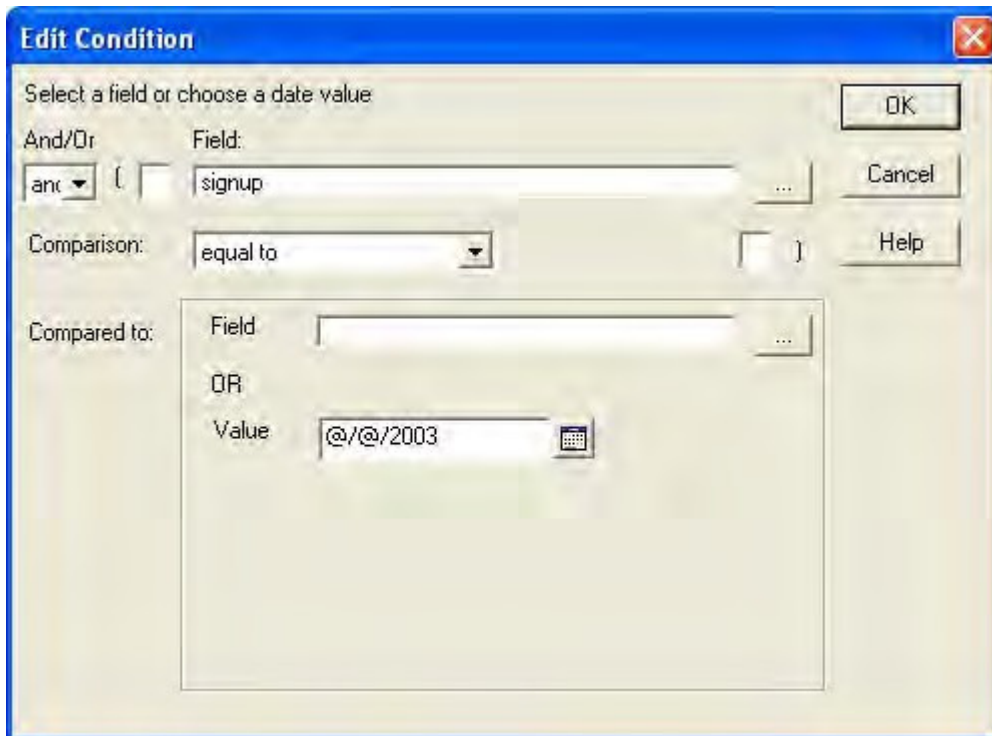 Edit Condition
Select a field or choose a date value
OK
And/Or Field:
and ( signup ... Cancel
Comparison: equal to ) Help
Compared to: Field ...
OR
Value @/@/2003